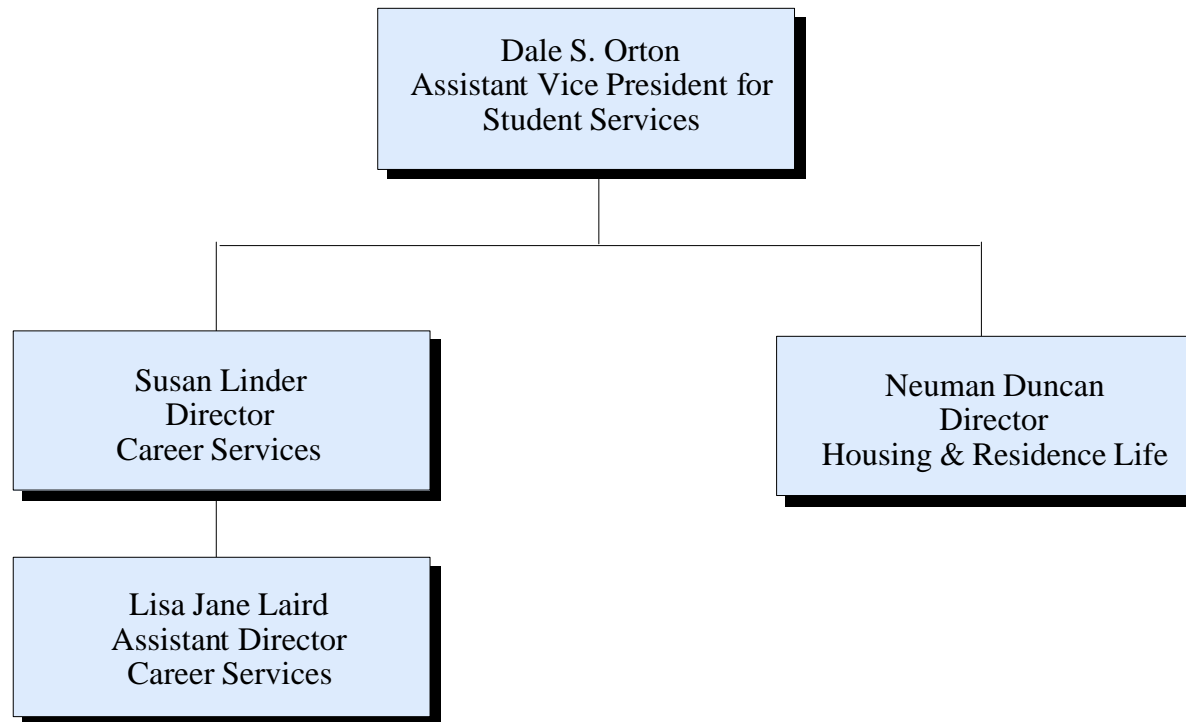 Dale S. Orton
Assistant Vice President for
Student Services
Susan Linder
Director
Career Services
Neuman Duncan
Director
Housing & Residence Life
Lisa Jane Laird
Assistant Director
Career Services